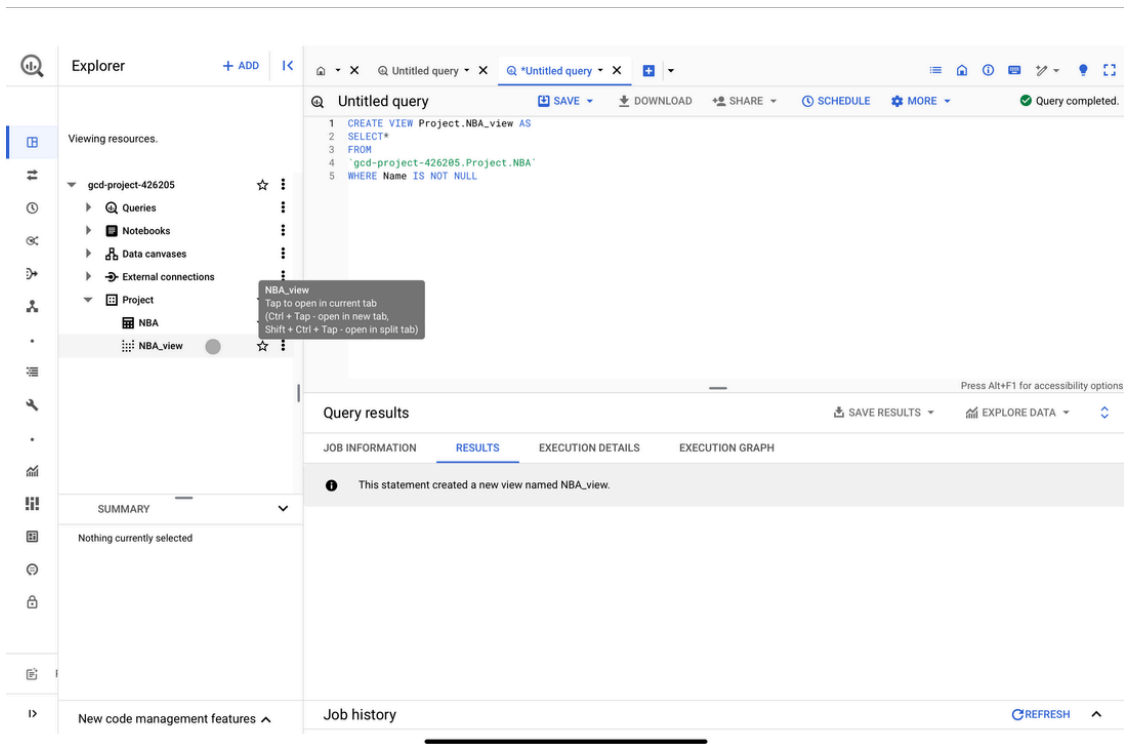 Explorer
+ ADD
Untitled query
*Untitled query
Untitled query
SAVE
DOWNLOAD
SHARE
SCHEDULE
MORE
Query completed.
Viewing resources.
gcd-project-426205
Queries
Notebooks
Data canvases
External connections
Project
NBA
NBA_view
NBA_view
Tap to open in current tab
(Ctrl + Tap - open in new tab,
Shift + Ctrl + Tap - open in split tab)
1 CREATE VIEW Project.NBA_view AS
2 SELECT*
3 FROM
4 `gcd-project-426205.Project.NBA`
5 WHERE Name IS NOT NULL
Press Alt+F1 for accessibility options
Query results
SAVE RESULTS
EXPLORE DATA
JOB INFORMATION
RESULTS
EXECUTION DETAILS
EXECUTION GRAPH
This statement created a new view named NBA_view.
SUMMARY
Nothing currently selected
New code management features
Job history
REFRESH